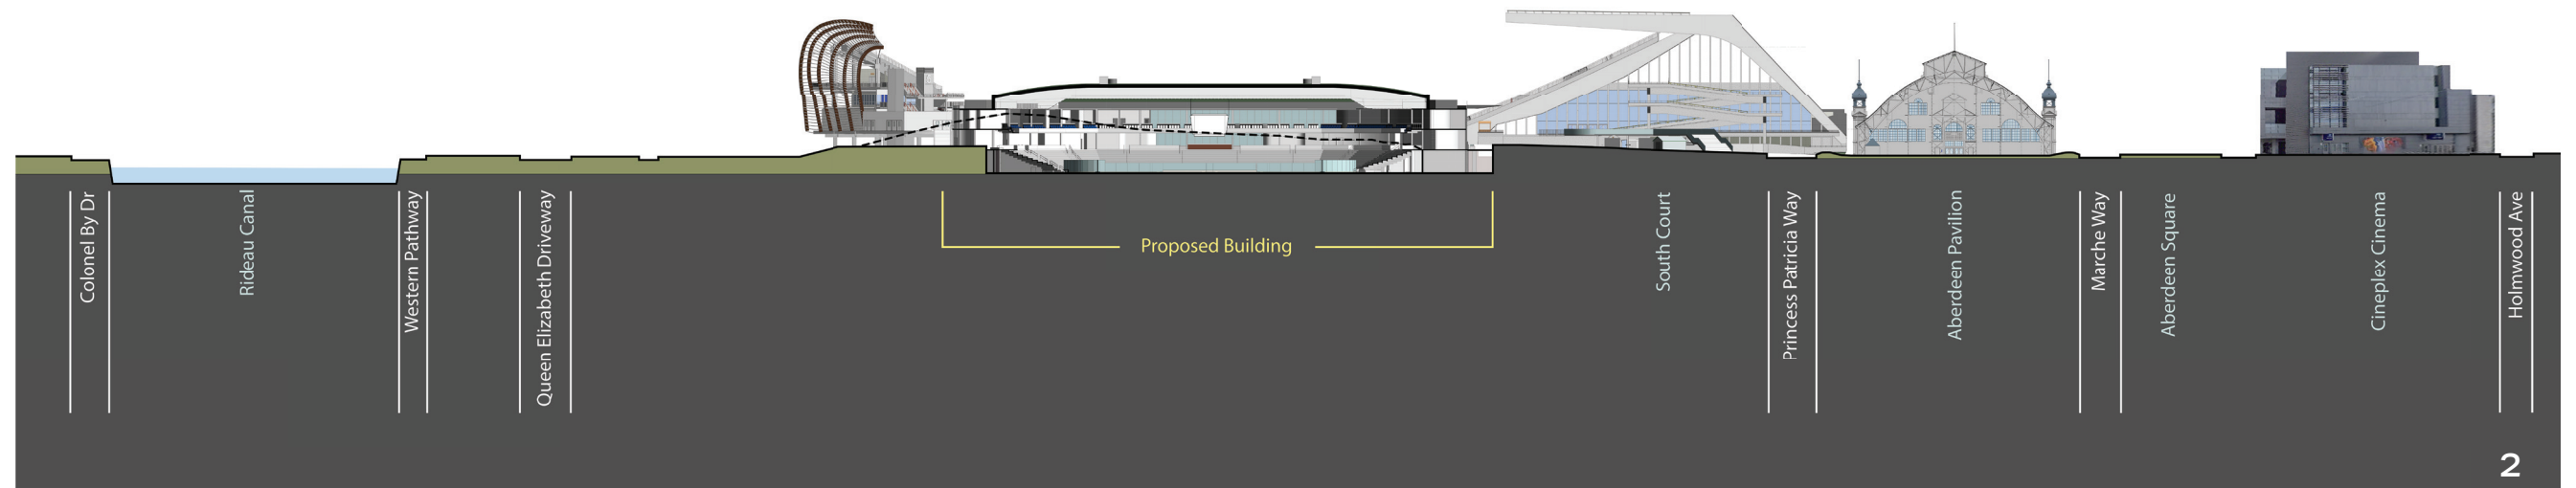 Colonel By Dr
Rideau Canal
Western Pathway
Queen Elizabeth Driveway
Proposed Building
South Court
Princess Patricia Way
Aberdeen Pavilion
Marche Way
Aberdeen Square
Cineplex Cinema
Holmwood Ave
2